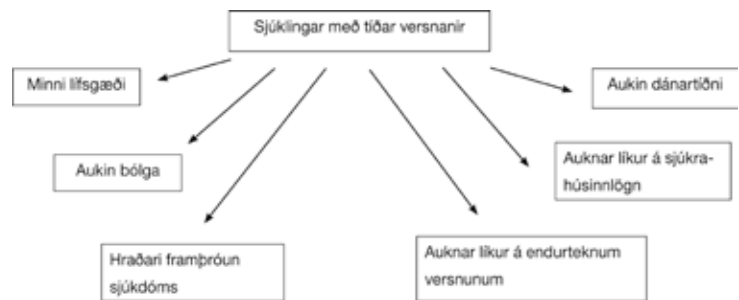 Sjúklingar með tíðar versnanir
Minni lífsgæði
Aukin dánartíðni
Aukin bólga
Auknar líkur á sjúkra-
húsinnlögn
Hraðari framþróun
sjúkdóms
Auknar líkur á endurteknum
versnunum